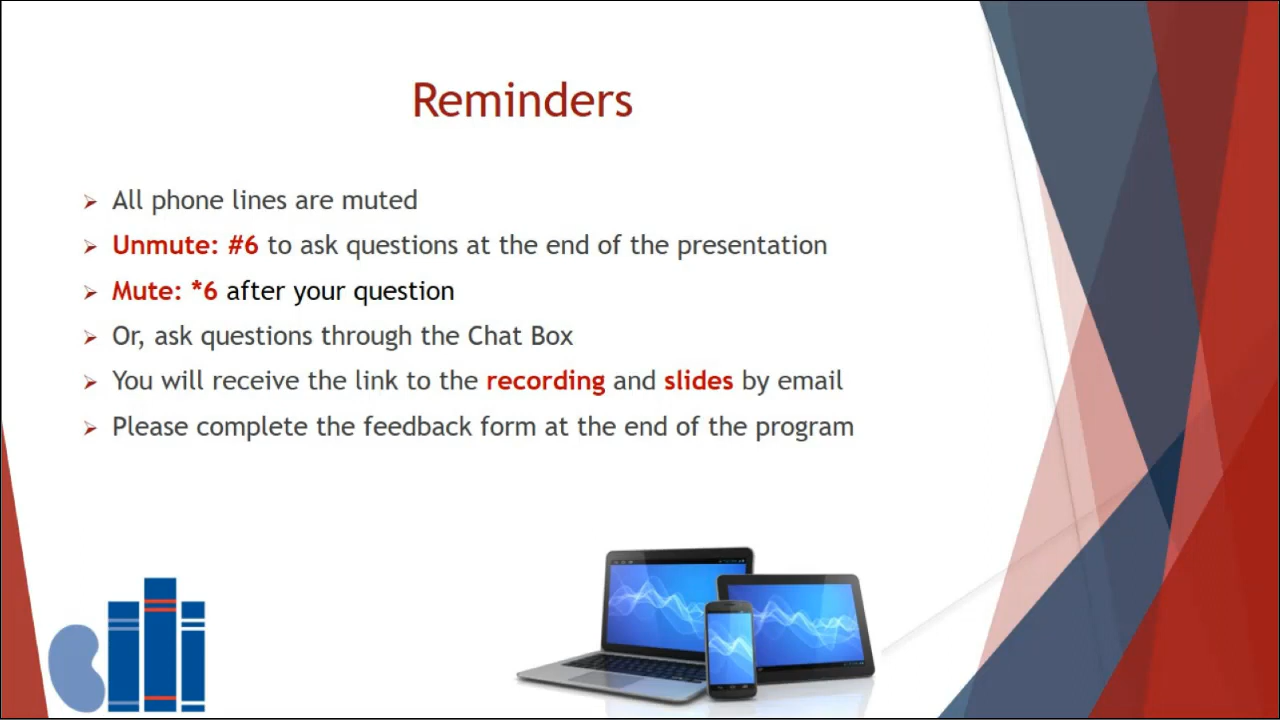 Reminders
All phone lines are muted
Unmute: #6 to ask questions at the end of the presentation
Mute: *6 after your question
Or, ask questions through the Chat Box
You will receive the link to the recording and slides by email
Please complete the feedback form at the end of the program